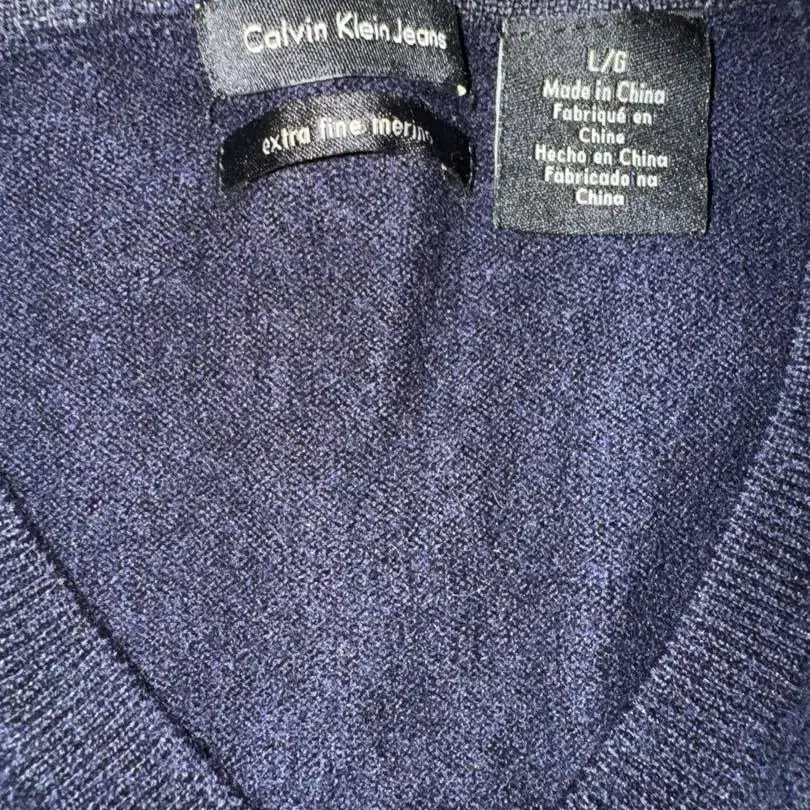 Calvin Klein Jeans
extra fine merino
L/G
Made in China
Fabriqué en
Chine
Hecho en China
Fabricado na
China